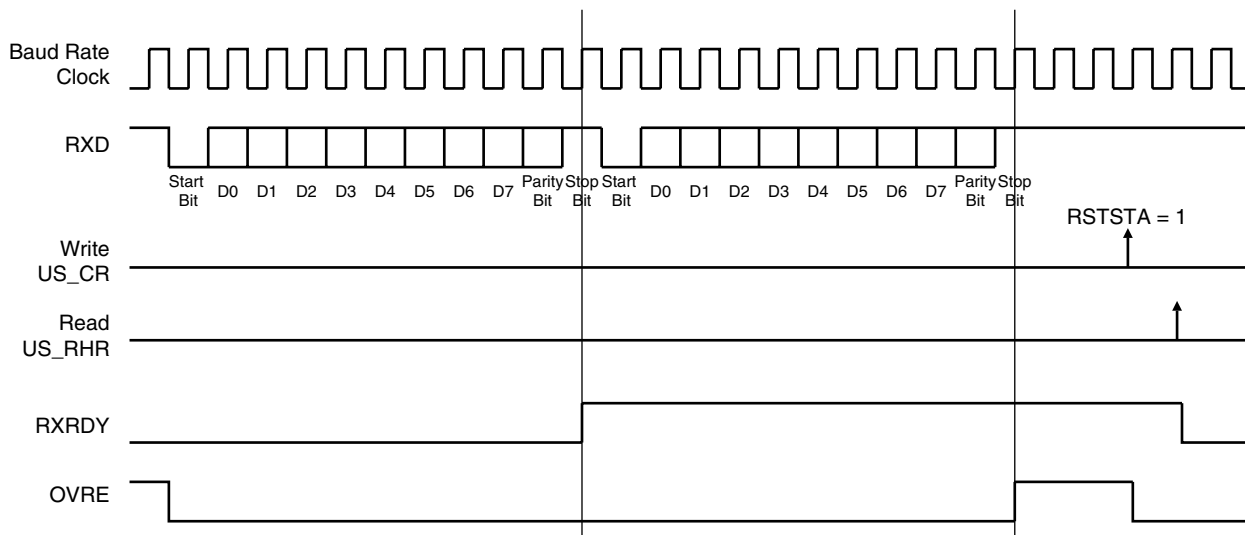 Baud Rate
Clock
RXD
Start
Bit
D0
D1
D2
D3
D4
D5
D6
D7
Parity
Bit
Stop
Bit
Start
Bit
D0
D1
D2
D3
D4
D5
D6
D7
Parity
Bit
Stop
Bit
RSTSTA = 1
Write
US_CR
Read
US_RHR
RXRDY
OVRE